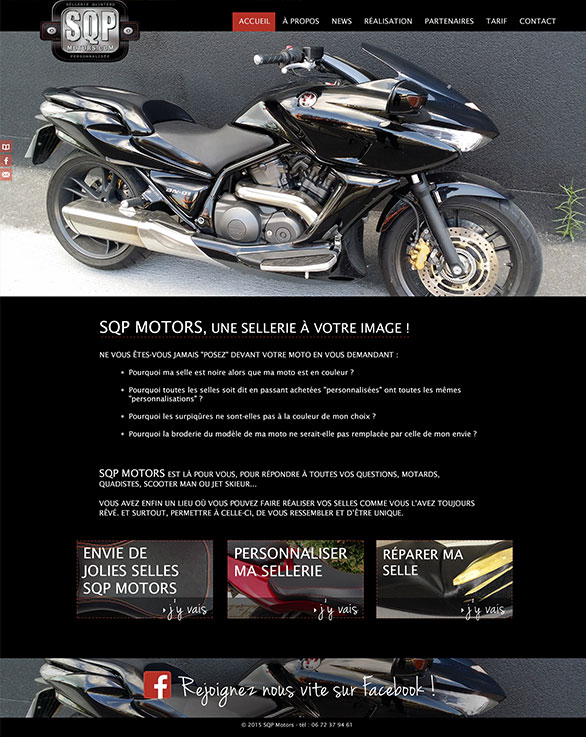 SELLERIE QUINTERO
SQP
MOTORS.COM
PERSONNALISÉE
ACCUEIL À PROPOS NEWS RÉALISATION PARTENAIRES TARIF CONTACT
DN-01
SQP MOTORS, UNE SELLERIE À VOTRE IMAGE !
NE VOUS ÊTES-VOUS JAMAIS "POSEZ" DEVANT VOTRE MOTO EN VOUS DEMANDANT :
Pourquoi ma selle est noire alors que ma moto est en couleur ?
Pourquoi toutes les selles soit dit en passant achetées "personnalisées" ont toutes les mêmes
"personnalisations" ?
Pourquoi les surpiqûres ne sont-elles pas à la couleur de mon choix ?
Pourquoi la broderie du modèle de ma moto ne serait-elle pas remplacée par celle de mon envie ?
SQP MOTORS EST LÀ POUR VOUS, POUR RÉPONDRE À TOUTES VOS QUESTIONS, MOTARDS,
QUADISTES, SCOOTER MAN OU JET SKIEUR...
VOUS AVEZ ENFIN UN LIEU OÙ VOUS POUVEZ FAIRE RÉALISER VOS SELLES COMME VOUS L'AVEZ TOUJOURS
RÊVÉ. ET SURTOUT, PERMETTRE À CELLE-CI, DE VOUS RESSEMBLER ET D'ÊTRE UNIQUE.
ENVIE DE
JOLIES SELLES
SQP MOTORS
j'y vais
PERSONNALISER
MA SELLERIE
j'y vais
RÉPARER MA
SELLE
j'y vais
Rejoignez nous vite sur Facebook !
© 2015 SQP Motors - tél : 06 72 37 94 61